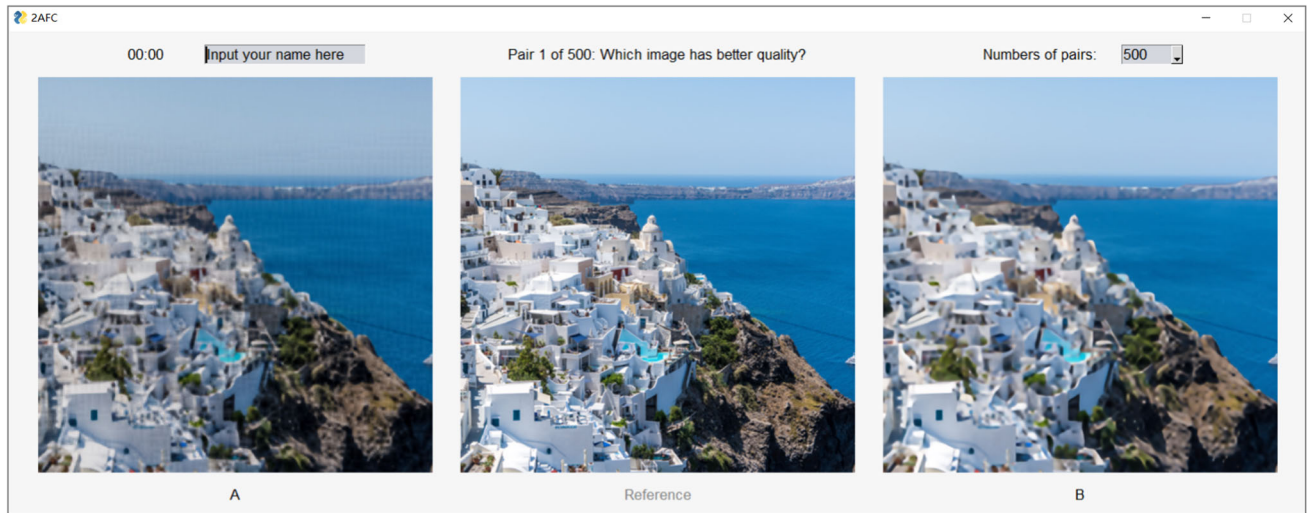 2AFC
00:00 Input your name here Pair 1 of 500: Which image has better quality? Numbers of pairs: 500
A Reference B